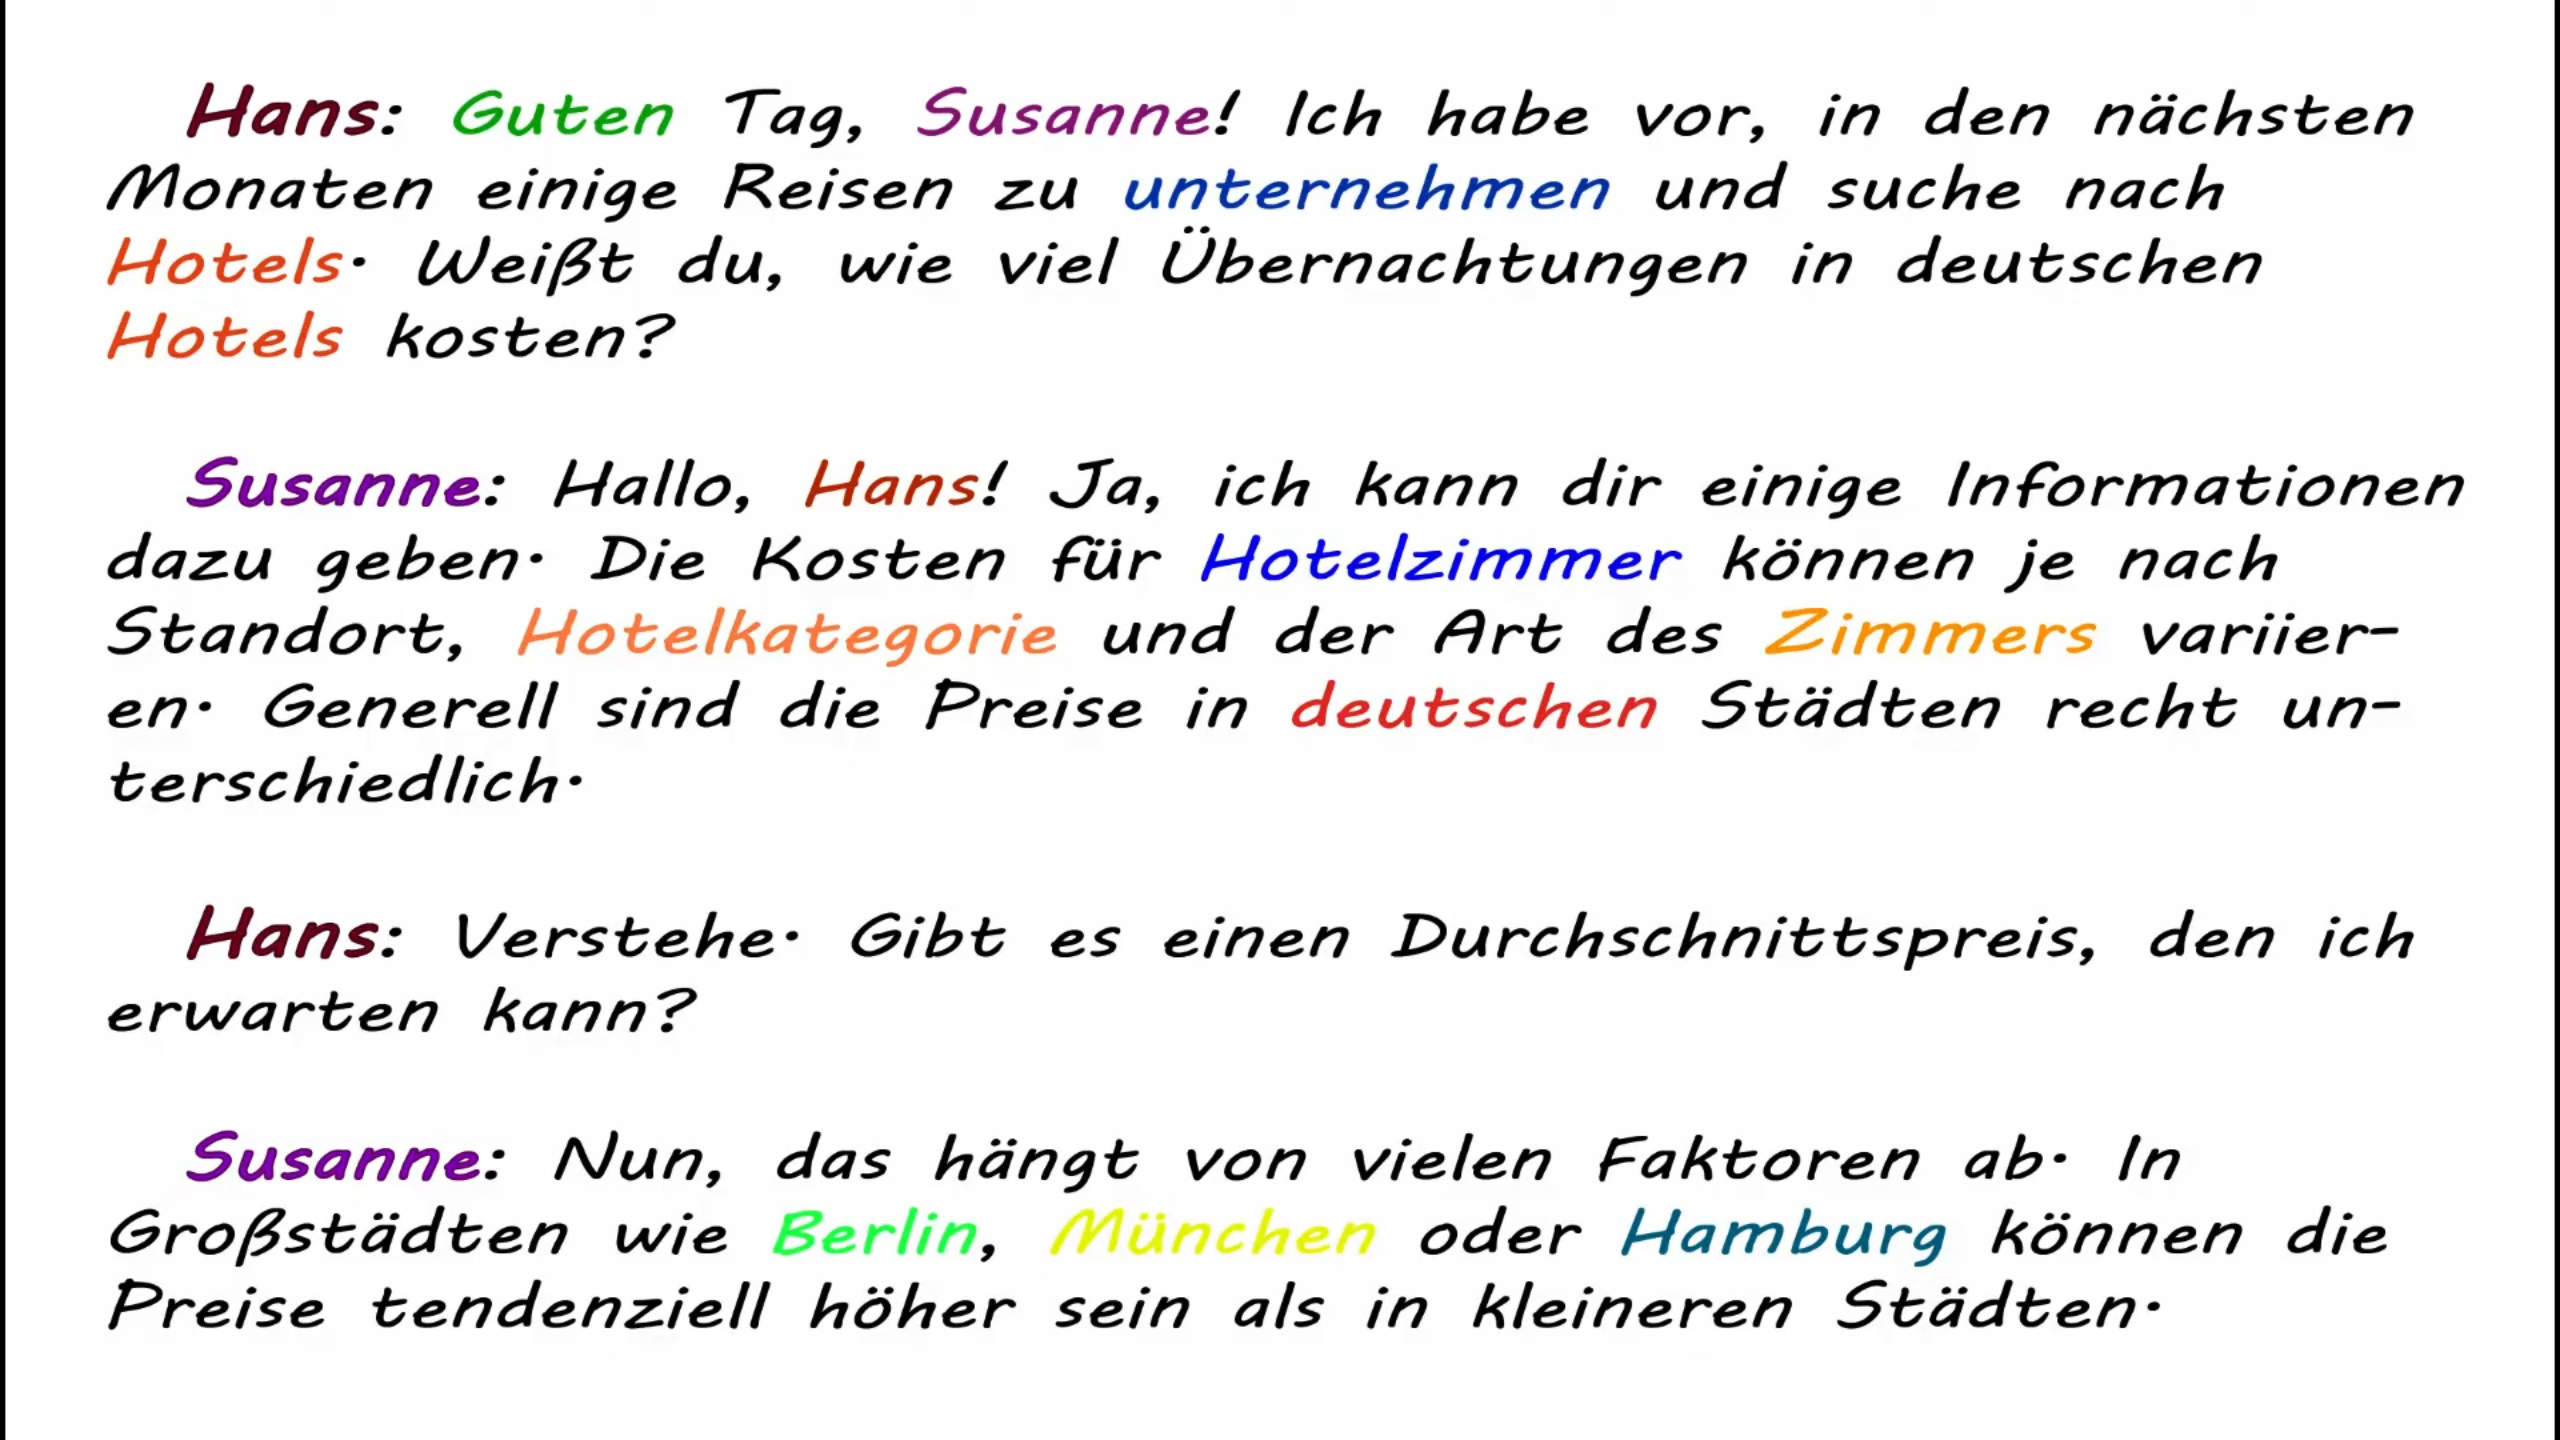 Hans: Guten Tag, Susanne! Ich habe vor, in den nächsten
Monaten einige Reisen zu unternehmen und suche nach
Hotels. Weißt du, wie viel Übernachtungen in deutschen
Hotels kosten?
Susanne: Hallo, Hans! Ja, ich kann dir einige Informationen
dazu geben. Die Kosten für Hotelzimmer können je nach
Standort, Hotelkategorie und der Art des Zimmers variier-
en. Generell sind die Preise in deutschen Städten recht un-
terschiedlich.
Hans: Verstehe. Gibt es einen Durchschnittspreis, den ich
erwarten kann?
Susanne: Nun, das hängt von vielen Faktoren ab. In
Großstädten wie Berlin, München oder Hamburg können die
Preise tendenziell höher sein als in kleineren Städten.